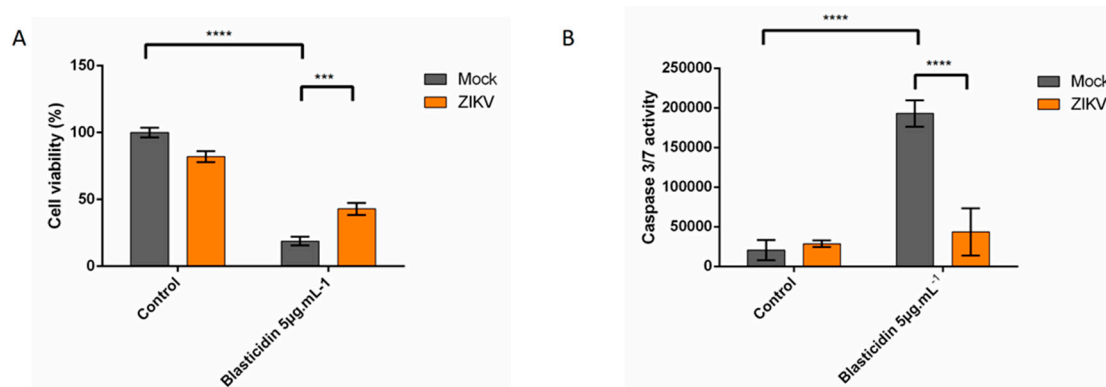 A
****
***
150
100
50
0
Cell viability (%)
Mock
ZIKV
Control
Blasticidin 5µg.mL-1
B
****
****
250000
200000
150000
100000
50000
0
Caspase 3/7 activity
Mock
ZIKV
Control
Blasticidin 5µg.mL⁻¹